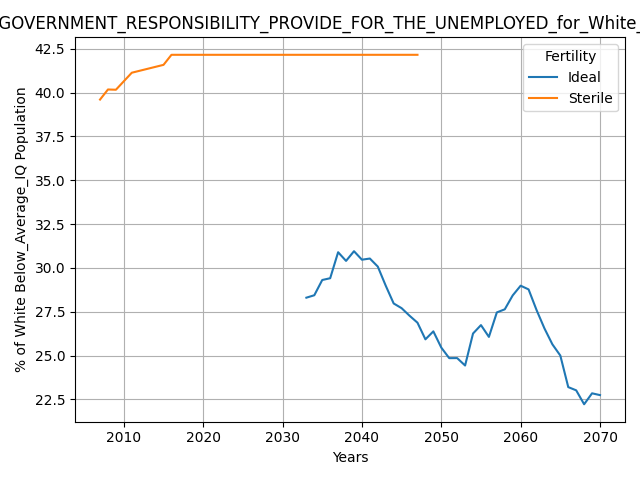 GOVERNMENT_RESPONSIBILITY_PROVIDE_FOR_THE_UNEMPLOYED_for_White_
Fertility
Ideal
Sterile
42.5
40.0
37.5
35.0
32.5
30.0
27.5
25.0
22.5
% of White Below_Average_IQ Population
2010 2020 2030 2040 2050 2060 2070
Years